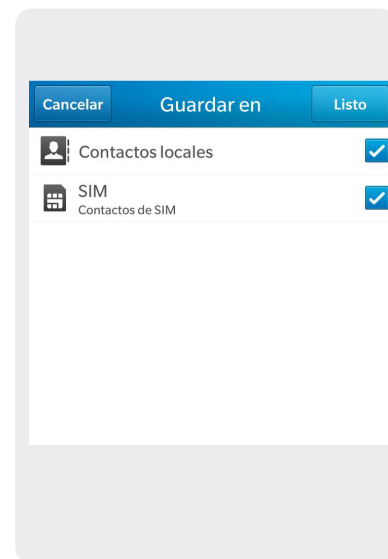 Cancelar Guardar en Listo
Contactos locales
SIM
Contactos de SIM